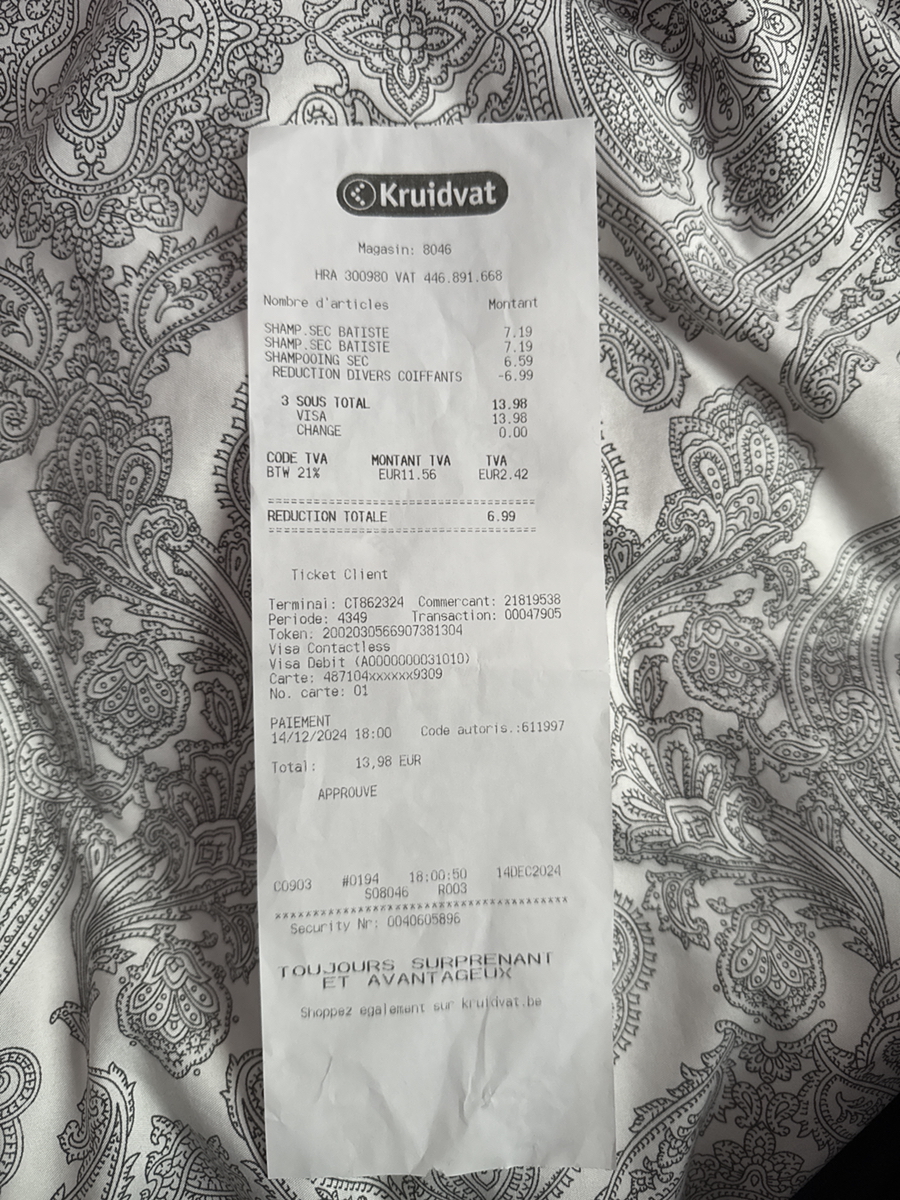 Kruidvat
Magasin: 8046
HRA 300980 VAT 446.891.668
Nombre d'articles Montant
SHAMP.SEC BATISTE 7.19
SHAMP.SEC BATISTE 7.19
SHAMPOOING SEC 6.59
REDUCTION DIVERS COIFFANTS -6.99
3 SOUS TOTAL 13.98
VISA 13.98
CHANGE 0.00
CODE TVA MONTANT TVA TVA
BTW 21% EUR11.56 EUR2.42
====================================
REDUCTION TOTALE 6.99
====================================
Ticket Client
Terminal: CT862324 Commercant: 21819538
Periode: 4349 Transaction: 00047905
Token: 2002030566907381304
Visa Contactless
Visa Debit (A0000000031010)
Carte: 487104xxxxxx9309
No. carte: 01
PAIEMENT
14/12/2024 18:00 Code autoris.:611997
Total: 13,98 EUR
APPROUVE
C0903 #0194 18:00:50 14DEC2024
S08046 R003
***************************************
Security Nr: 0040605896
TOUJOURS SURPRENANT
ET AVANTAGEUX
Shoppez egalement sur kruidvat.be